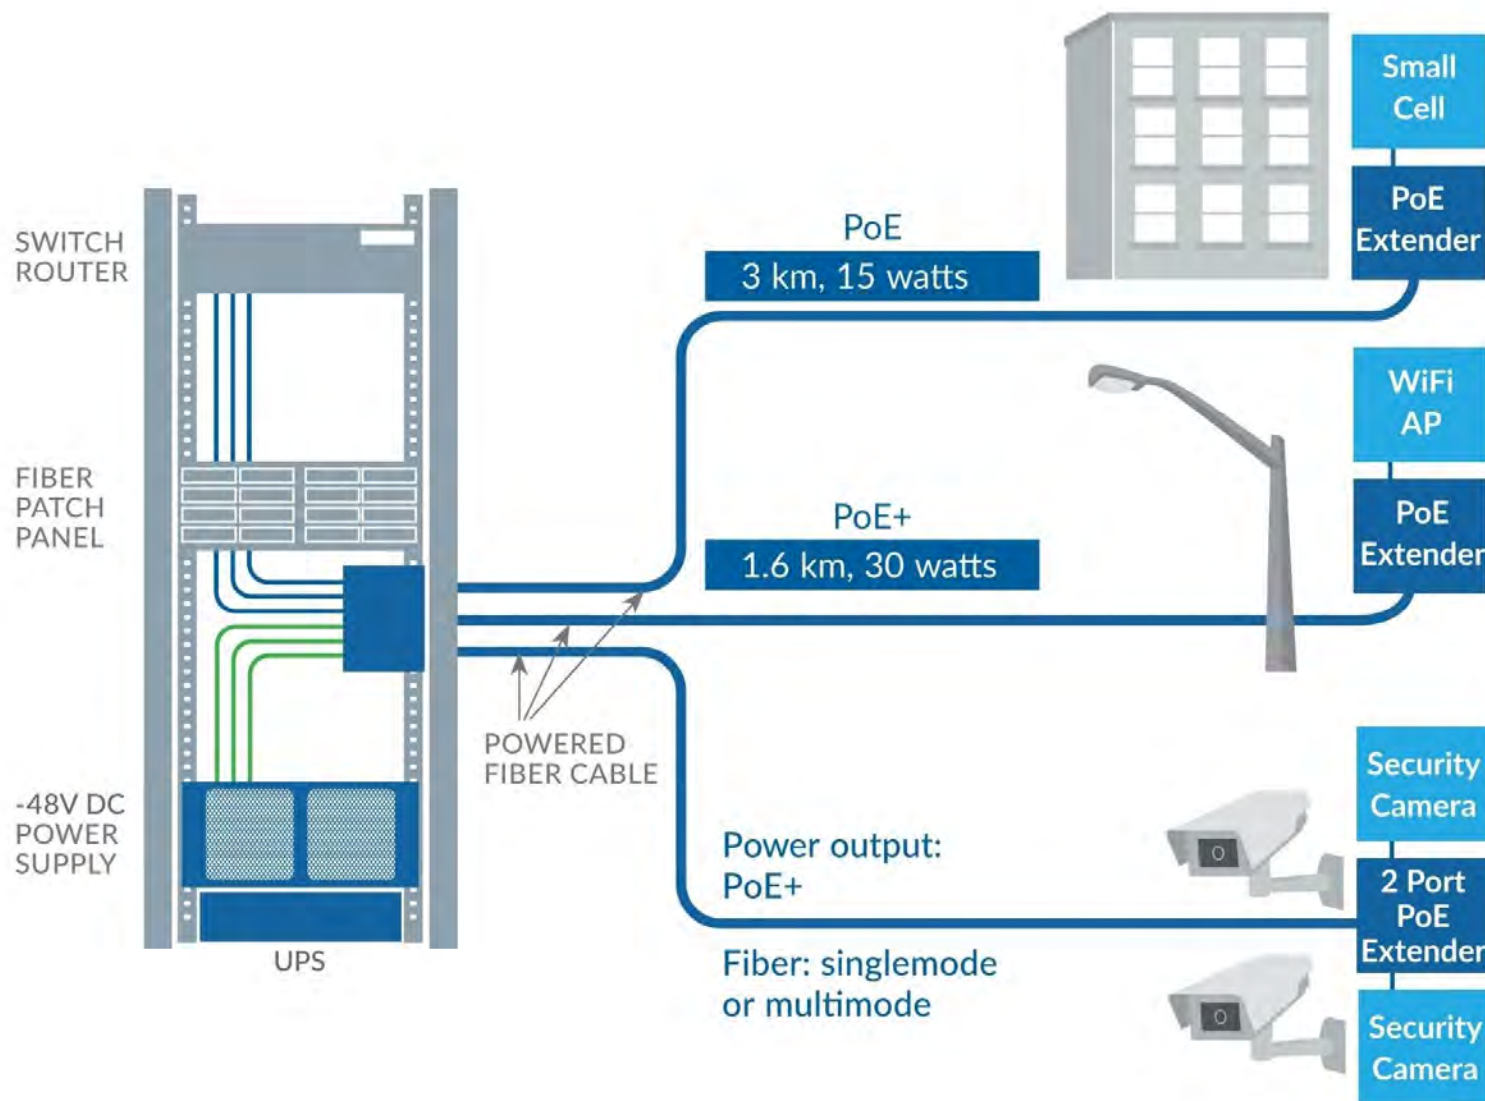 SWITCH
ROUTER
FIBER
PATCH
PANEL
-48V DC
POWER
SUPPLY
UPS
POWERED
FIBER CABLE
PoE
3 km, 15 watts
PoE+
1.6 km, 30 watts
Power output:
PoE+
Fiber: singlemode
or multimode
Small
Cell
PoE
Extender
WiFi
AP
PoE
Extender
Security
Camera
2 Port
PoE
Extender
Security
Camera